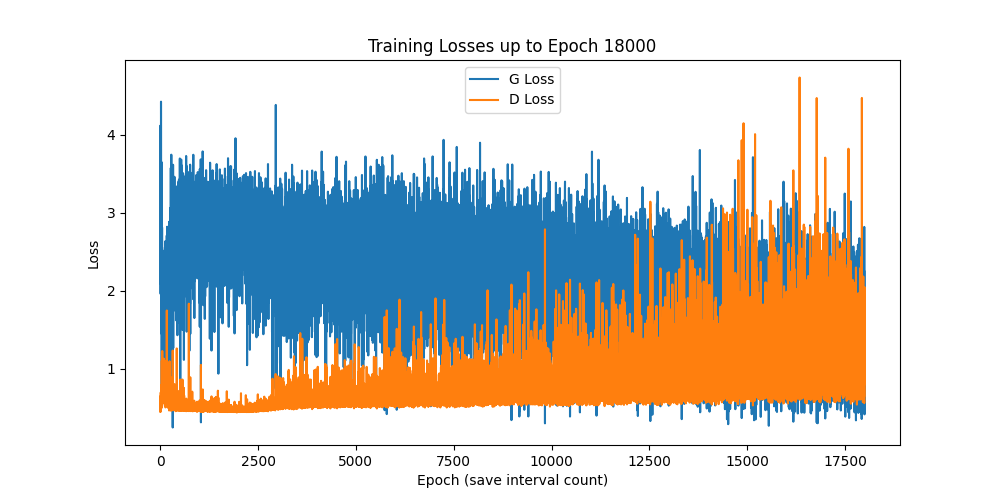 Training Losses up to Epoch 18000
G Loss
D Loss
Loss
4
3
2
1
0 2500 5000 7500 10000 12500 15000 17500
Epoch (save interval count)